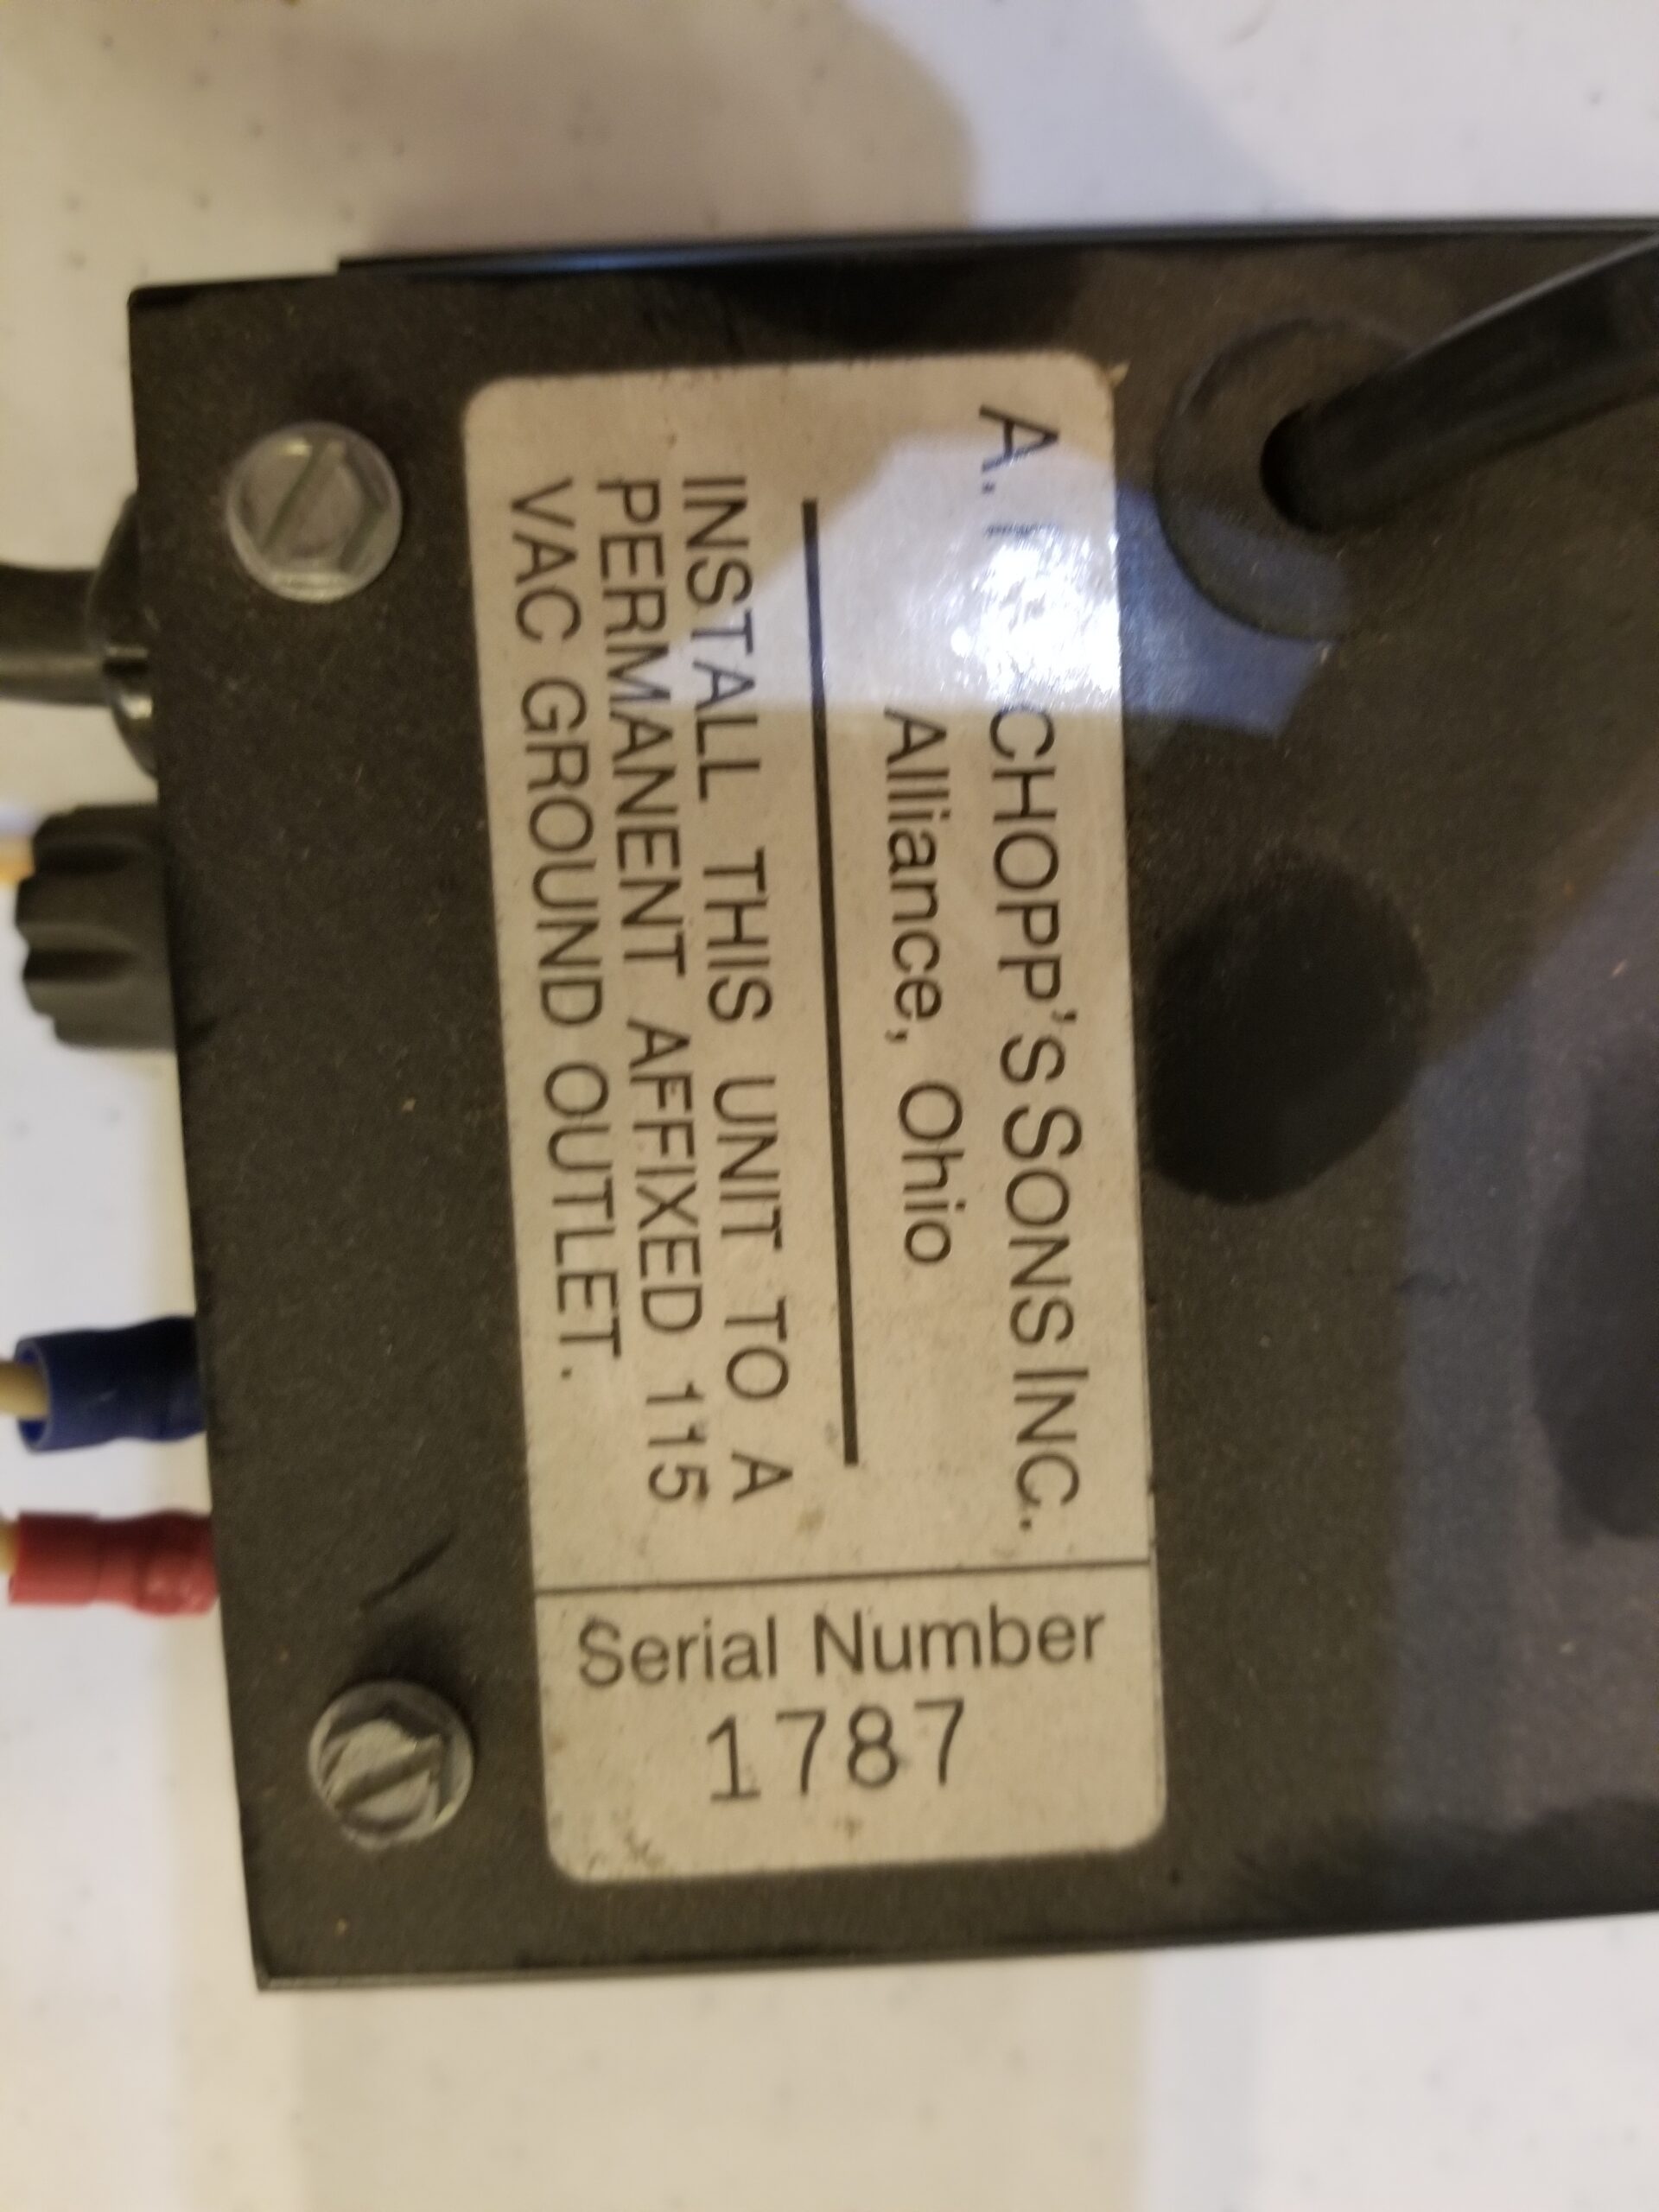 A. CHOPP'S SONS INC.
Alliance, Ohio
INSTALL THIS UNIT TO A
PERMANENT AFFIXED 115
VAC GROUND OUTLET.
Serial Number
1787